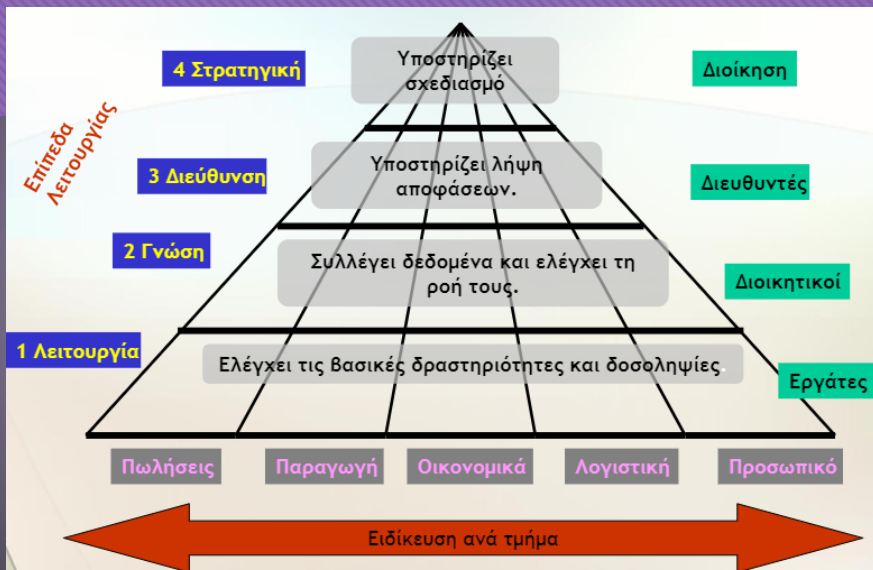 4 Στρατηγική
Υποστηρίζει
σχεδιασμό
Διοίκηση
Επίπεδα
Λειτουργίας
3 Διεύθυνση
Υποστηρίζει λήψη
αποφάσεων.
Διευθυντές
2 Γνώση
Συλλέγει δεδομένα και ελέγχει τη
ροή τους.
Διοικητικοί
1 Λειτουργία
Ελέγχει τις βασικές δραστηριότητες και δοσοληψίες.
Εργάτες
Πωλήσεις
Παραγωγή
Οικονομικά
Λογιστική
Προσωπικό
Ειδίκευση ανά τμήμα